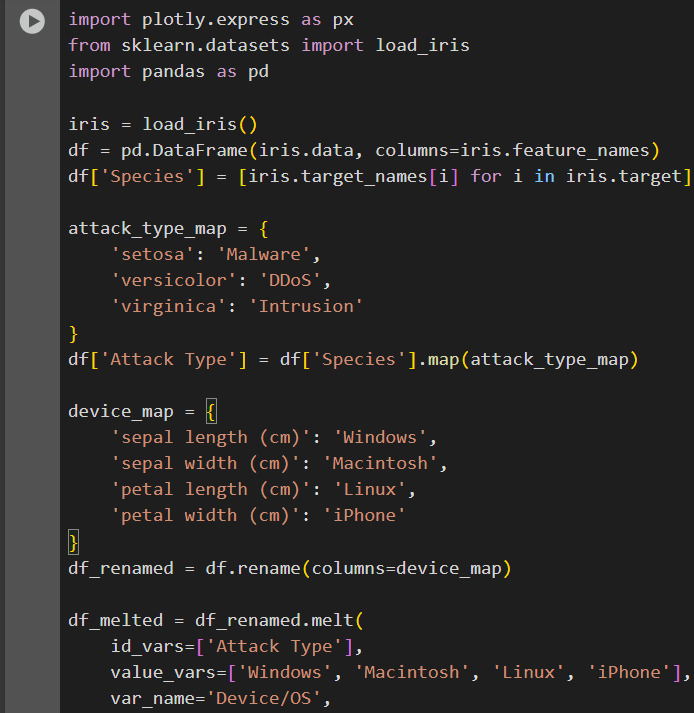 import plotly.express as px
from sklearn.datasets import load_iris
import pandas as pd

iris = load_iris()
df = pd.DataFrame(iris.data, columns=iris.feature_names)
df['Species'] = [iris.target_names[i] for i in iris.target]

attack_type_map = {
    'setosa': 'Malware',
    'versicolor': 'DDoS',
    'virginica': 'Intrusion'
}
df['Attack Type'] = df['Species'].map(attack_type_map)

device_map = {
    'sepal length (cm)': 'Windows',
    'sepal width (cm)': 'Macintosh',
    'petal length (cm)': 'Linux',
    'petal width (cm)': 'iPhone'
}
df_renamed = df.rename(columns=device_map)

df_melted = df_renamed.melt(
    id_vars=['Attack Type'],
    value_vars=['Windows', 'Macintosh', 'Linux', 'iPhone'],
    var_name='Device/OS',